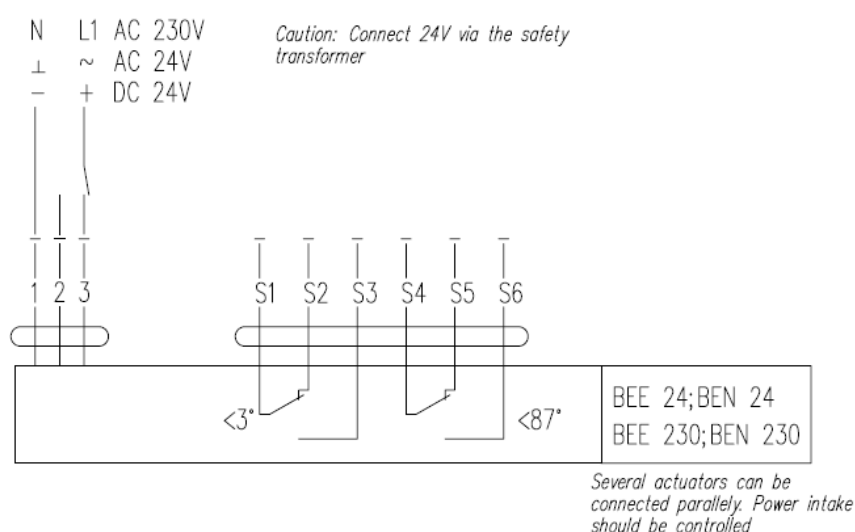 N L1 AC 230V
⊥ ~ AC 24V
− + DC 24V
Caution: Connect 24V via the safety
transformer
1 2 3 S1 S2 S3 S4 S5 S6
<3° <87°
BEE 24;BEN 24
BEE 230;BEN 230
Several actuators can be
connected parallely. Power intake
should be controlled